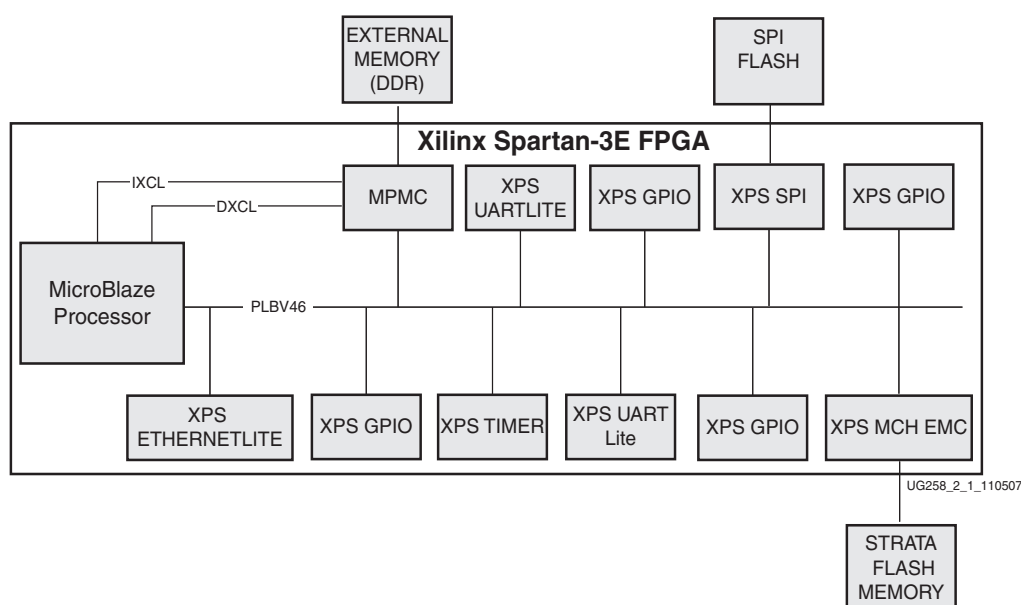 EXTERNAL
MEMORY
(DDR)
SPI
FLASH
Xilinx Spartan-3E FPGA
IXCL
DXCL
MPMC
XPS
UARTLITE
XPS GPIO
XPS SPI
XPS GPIO
MicroBlaze
Processor
PLBV46
XPS
ETHERNETLITE
XPS GPIO
XPS TIMER
XPS UART
Lite
XPS GPIO
XPS MCH EMC
UG258_2_1_110507
STRATA
FLASH
MEMORY